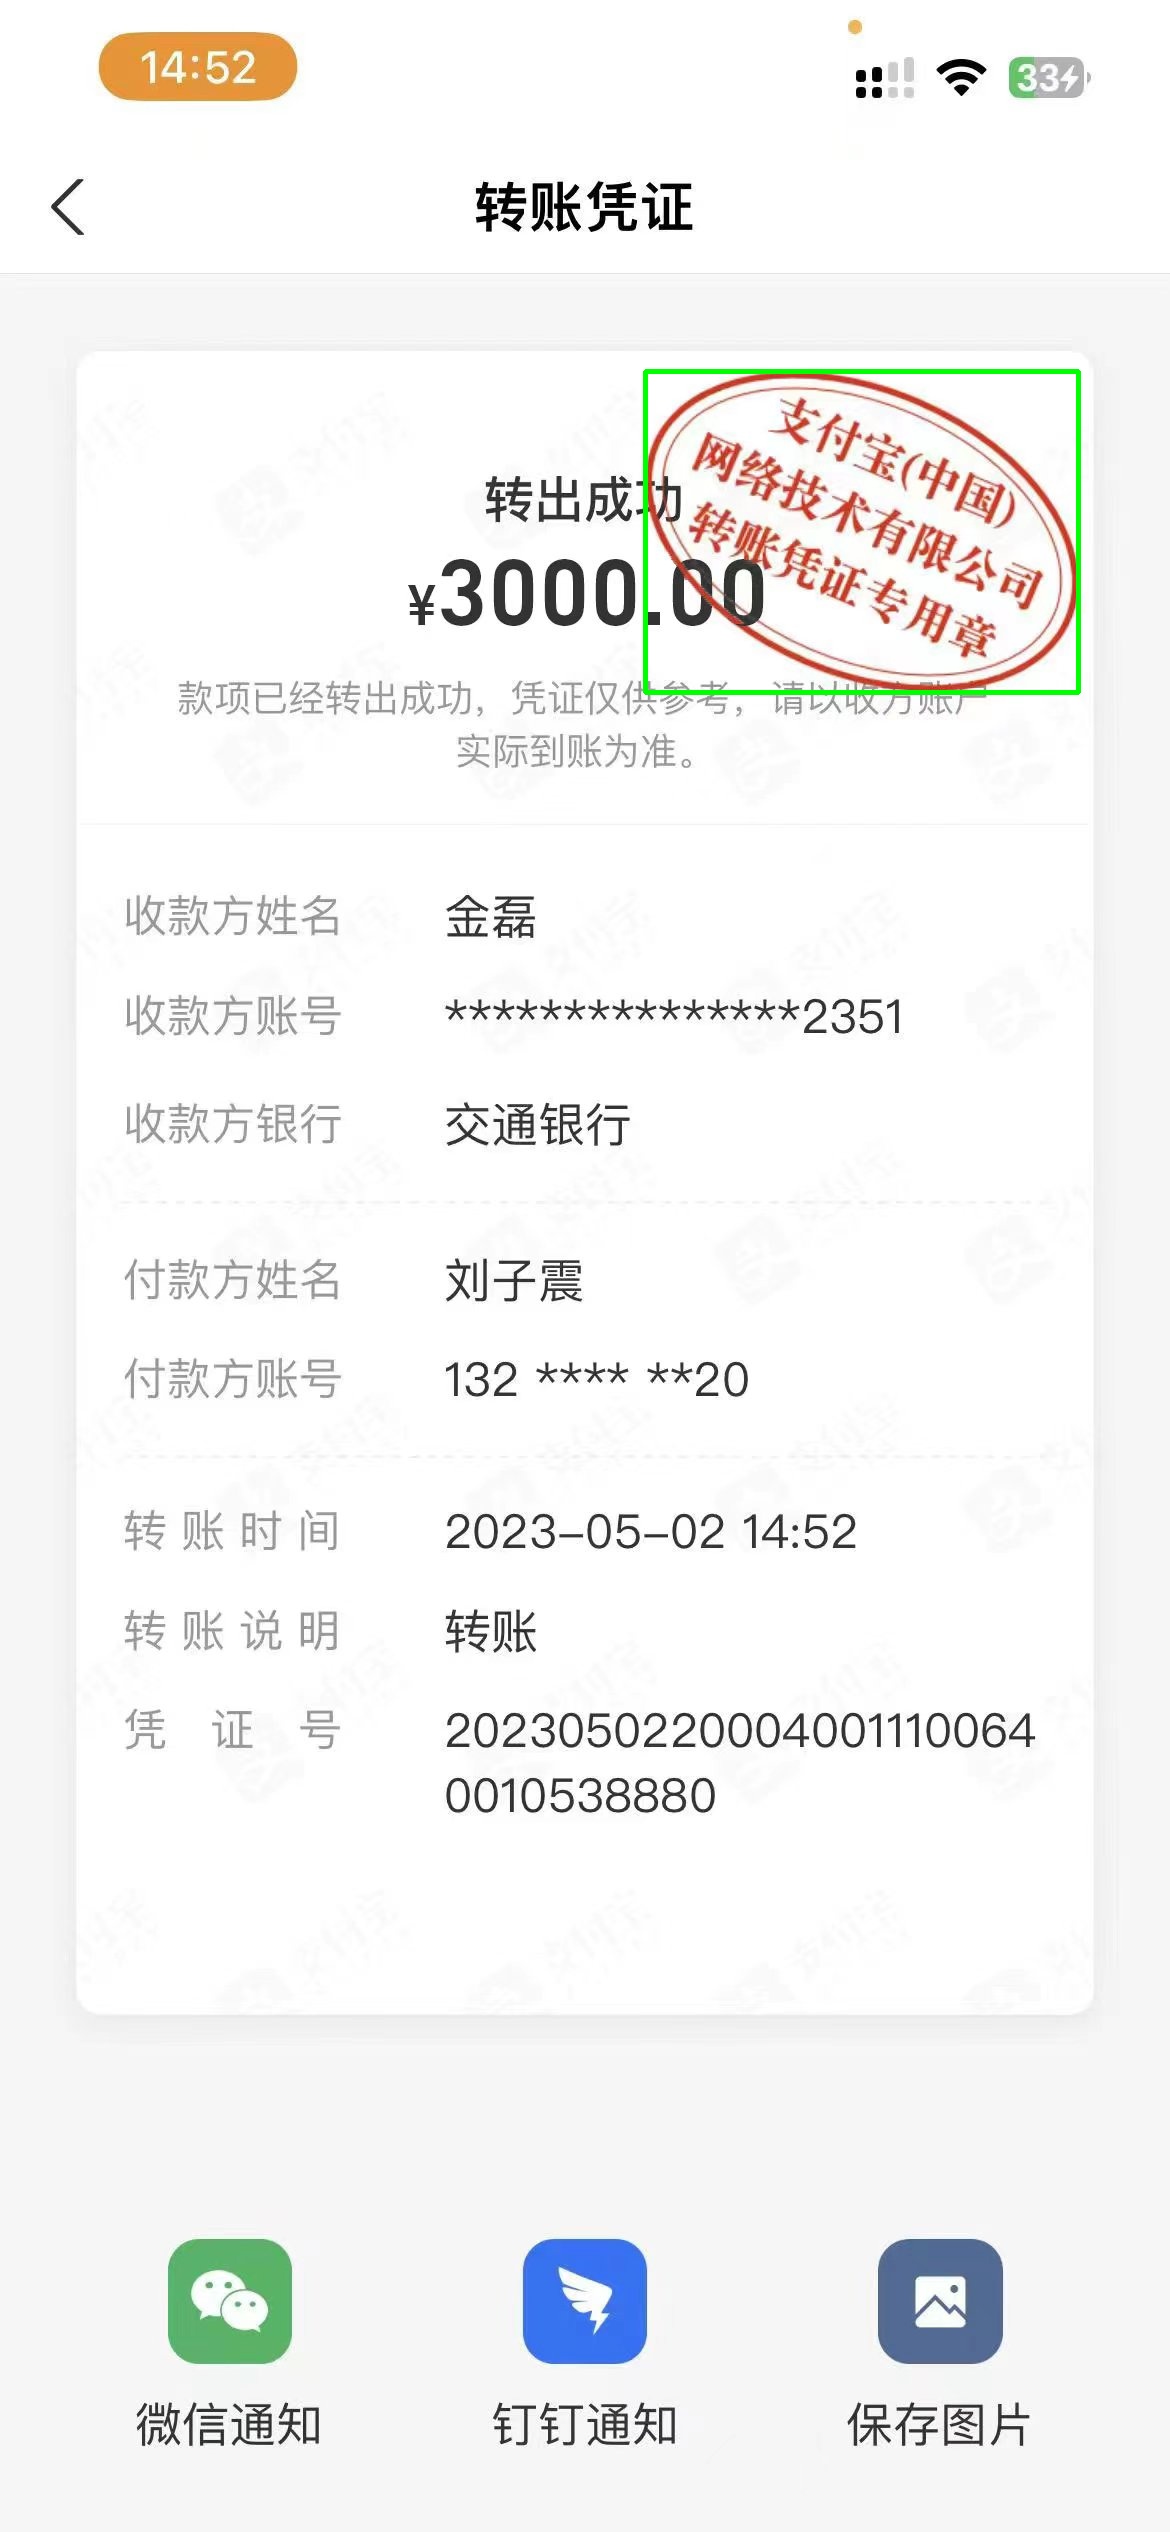 14:52
33
转账凭证
支付宝(中国)
网络技术有限公司
转账凭证专用章
转出成功
¥3000.00
款项已经转出成功，凭证仅供参考，请以收方账户
实际到账为准。
收款方姓名 金磊
收款方账号 ***************2351
收款方银行 交通银行
付款方姓名 刘子震
付款方账号 132 **** **20
转账时间 2023-05-02 14:52
转账说明 转账
凭证号 2023050220004001110064
0010538880
微信通知 钉钉通知 保存图片